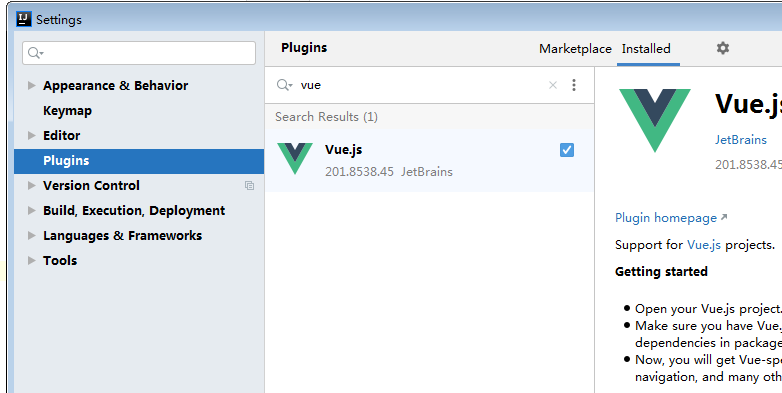 Settings
Appearance & Behavior
Keymap
Editor
Plugins
Version Control
Build, Execution, Deployment
Languages & Frameworks
Tools
Plugins
Marketplace
Installed
vue
Search Results (1)
Vue.js
201.8538.45 JetBrains
Vue.js
JetBrains
201.8538.45
Plugin homepage
Support for Vue.js projects.
Getting started
Open your Vue.js project.
Make sure you have Vue.
dependencies in package
Now, you will get Vue-spe
navigation, and many oth